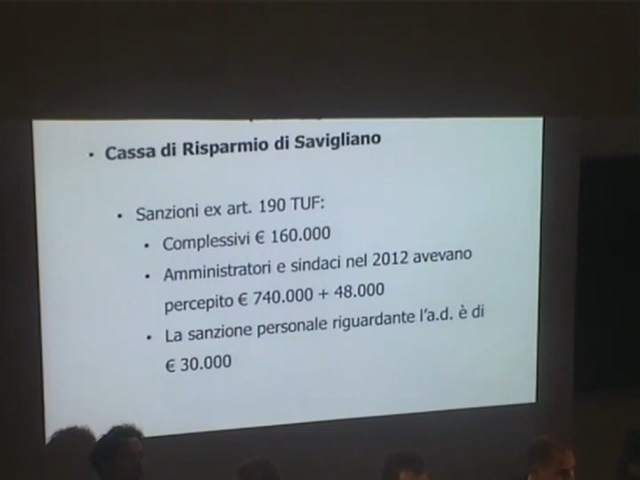 • Cassa di Risparmio di Savigliano
• Sanzioni ex art. 190 TUF:
• Complessivi € 160.000
• Amministratori e sindaci nel 2012 avevano
percepito € 740.000 + 48.000
• La sanzione personale riguardante l'a.d. è di
€ 30.000